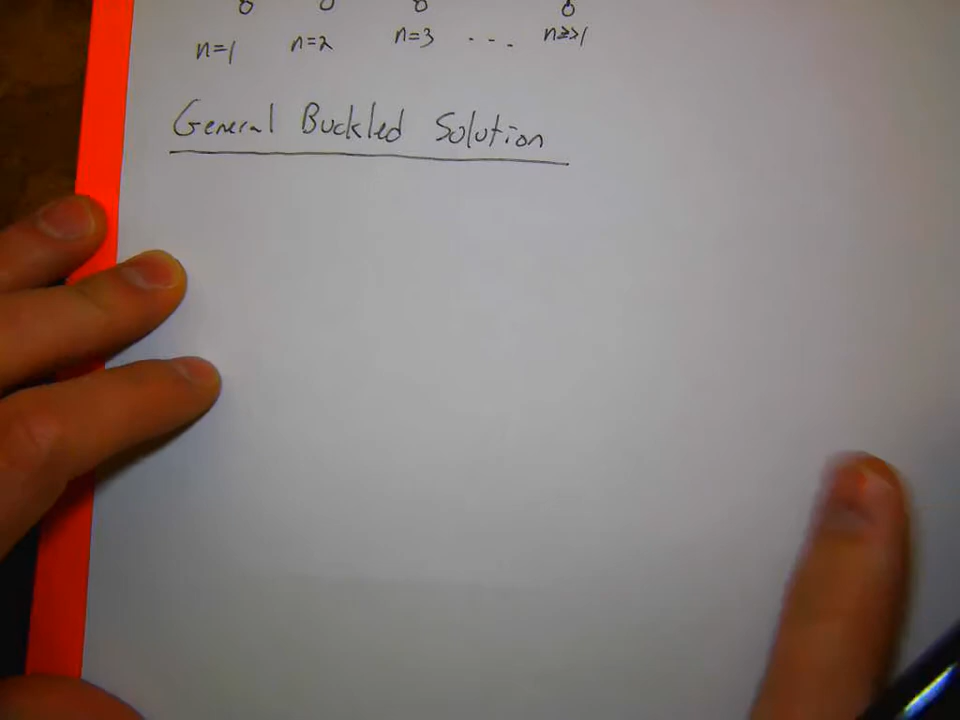 n=1 n=2 n=3 ... n>>1
General Buckled Solution